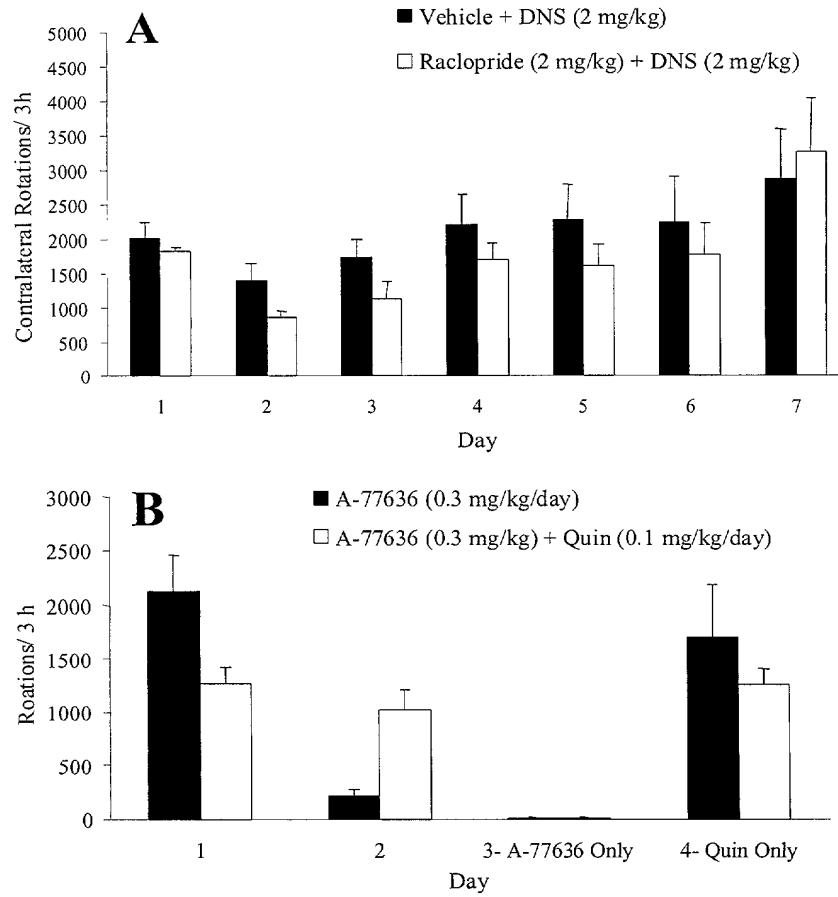 A
Vehicle + DNS (2 mg/kg)
Raclopride (2 mg/kg) + DNS (2 mg/kg)
5000
4500
4000
3500
3000
2500
2000
1500
1000
500
0
Contralateral Rotations/ 3h
1 2 3 4 5 6 7
Day
B
A-77636 (0.3 mg/kg/day)
A-77636 (0.3 mg/kg) + Quin (0.1 mg/kg/day)
3000
2500
2000
1500
1000
500
0
Roations/ 3 h
1 2 3- A-77636 Only 4- Quin Only
Day